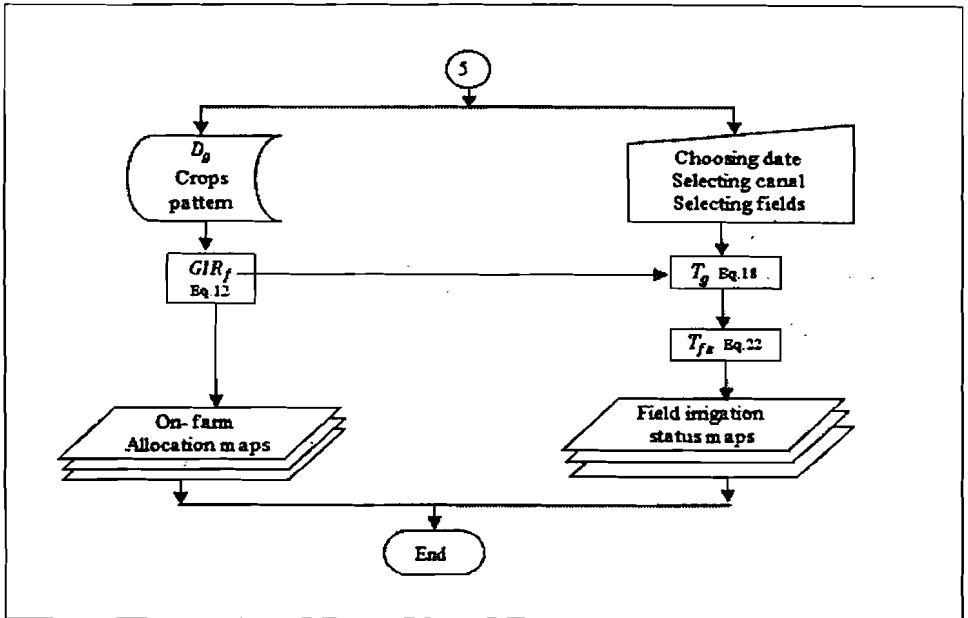 5
D_g
Crops
pattern
Choosing date
Selecting canal
Selecting fields
GIR_f
Eq.12
T_g Eq.18
T_fs Eq.22
On-farm
Allocation maps
Field irrigation
status maps
End